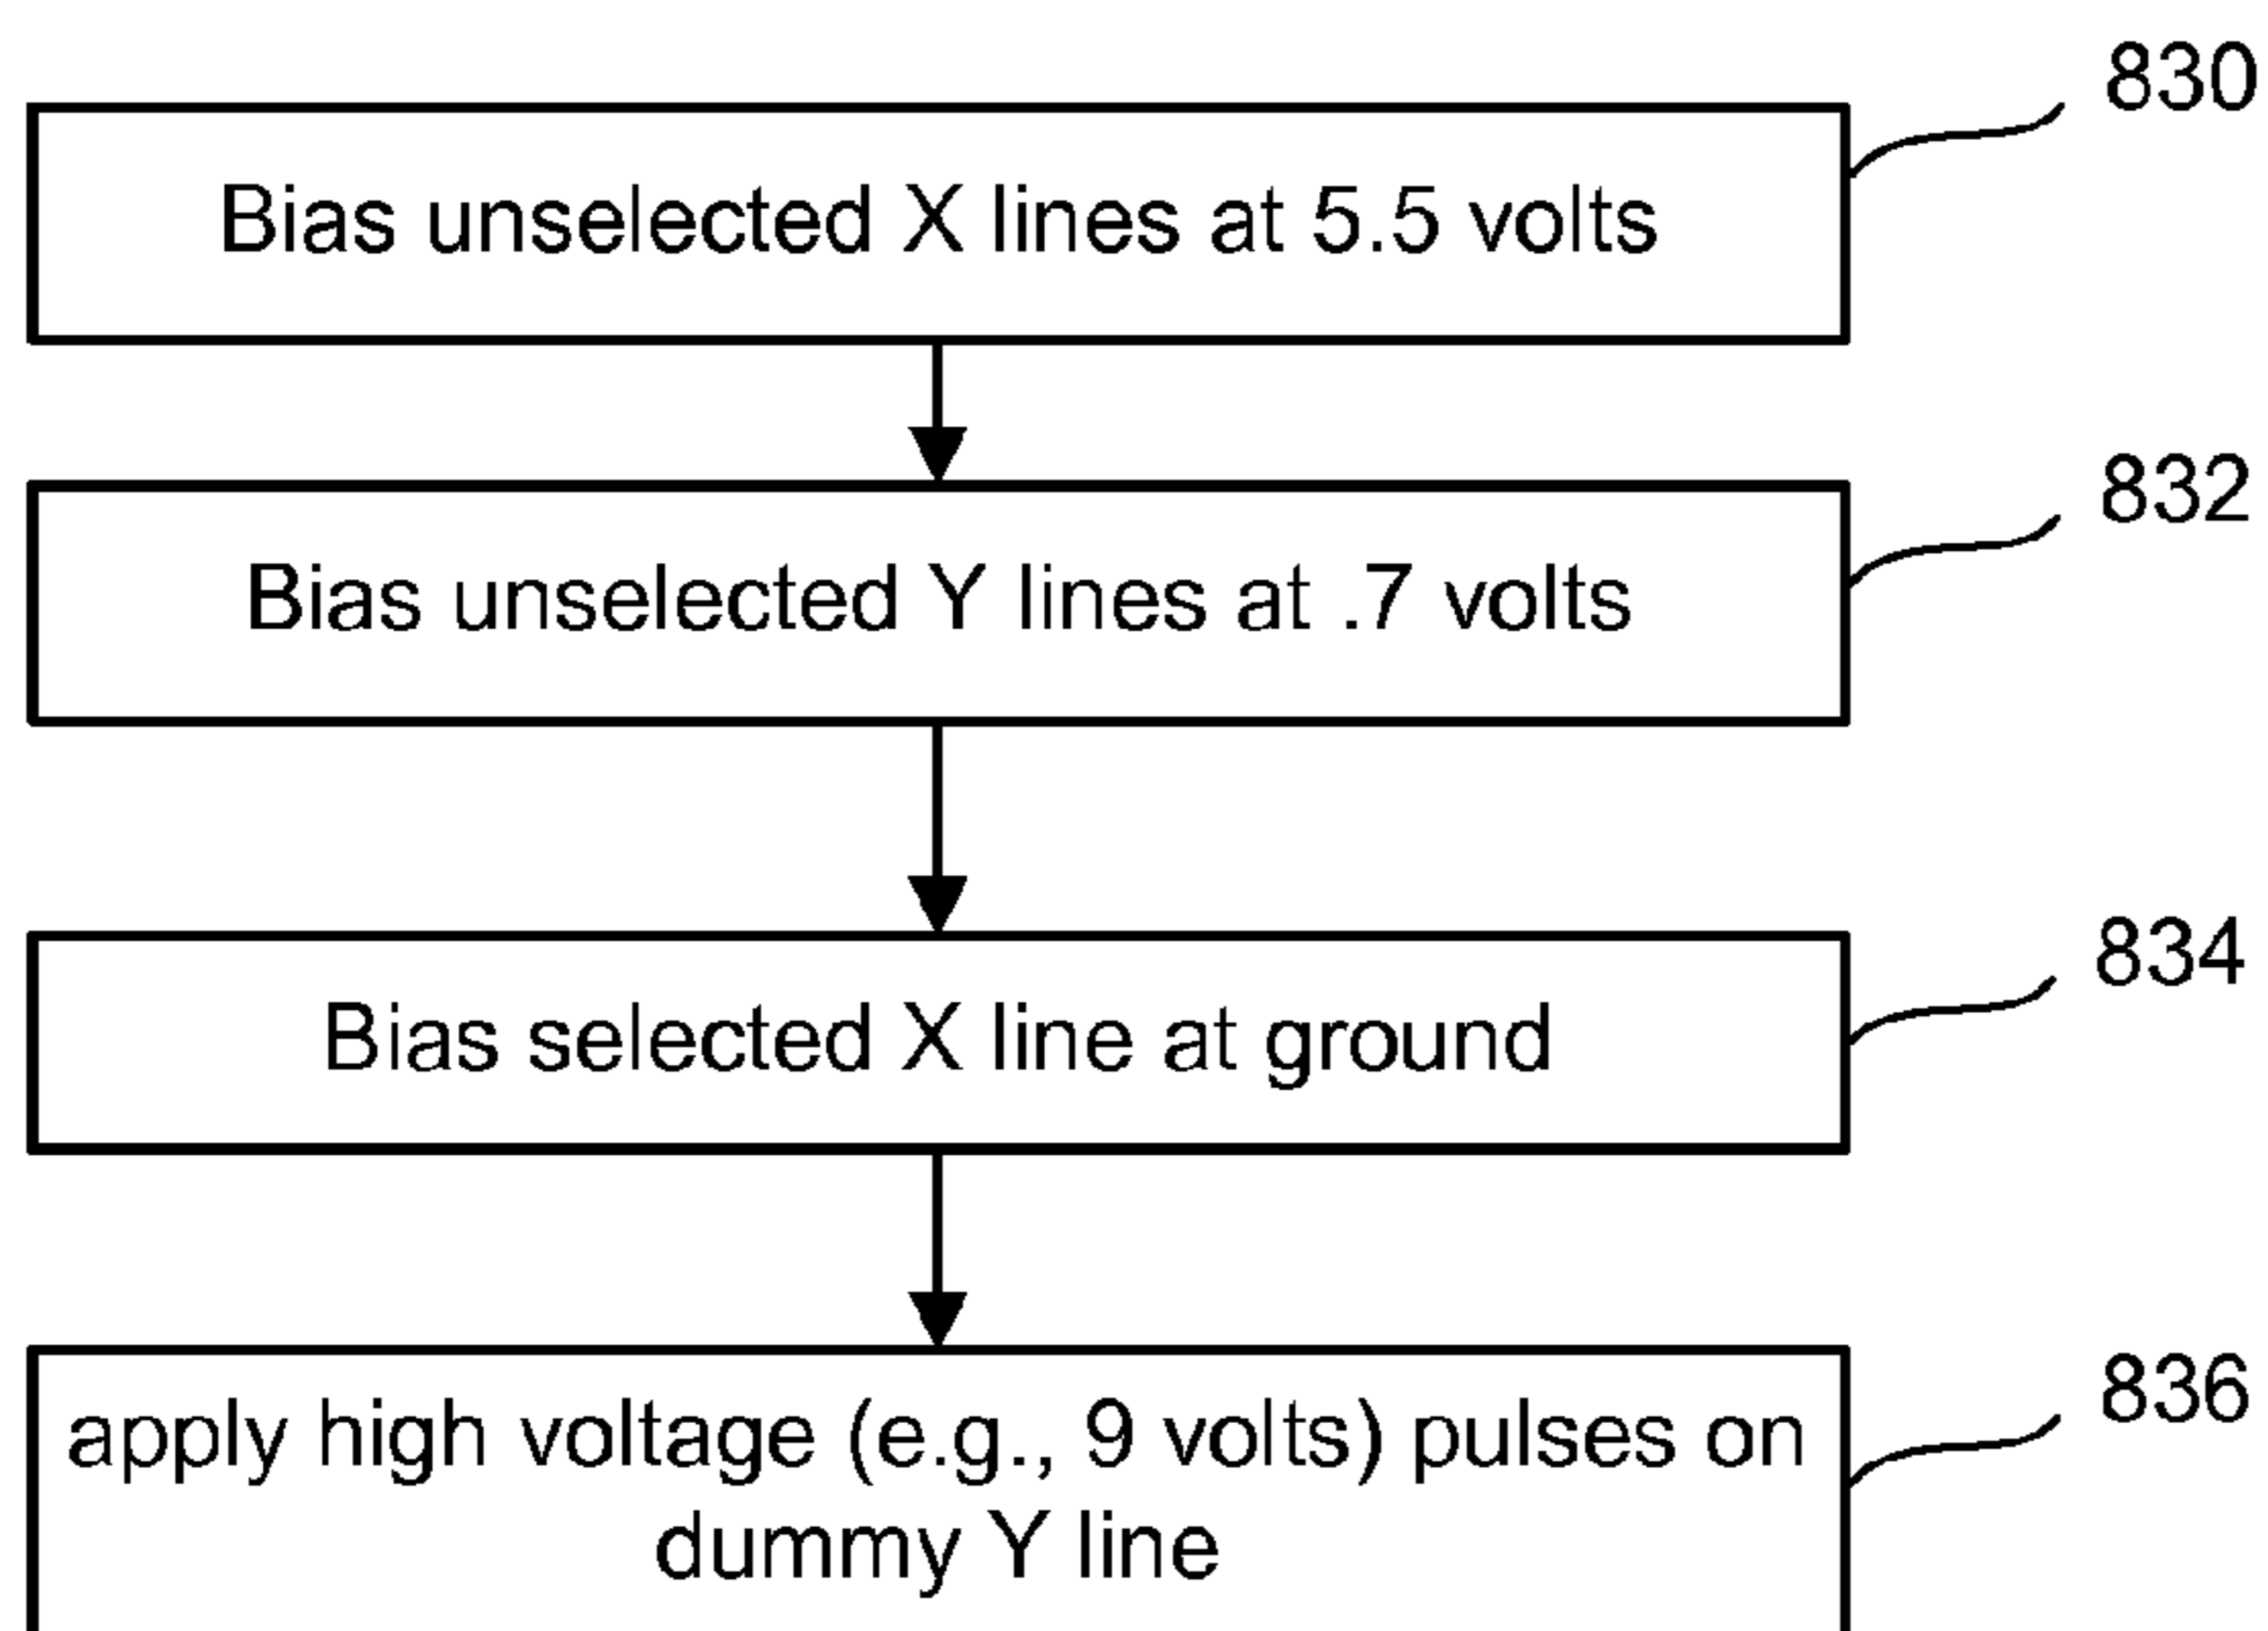 830
Bias unselected X lines at 5.5 volts
832
Bias unselected Y lines at .7 volts
834
Bias selected X line at ground
836
apply high voltage (e.g., 9 volts) pulses on
dummy Y line